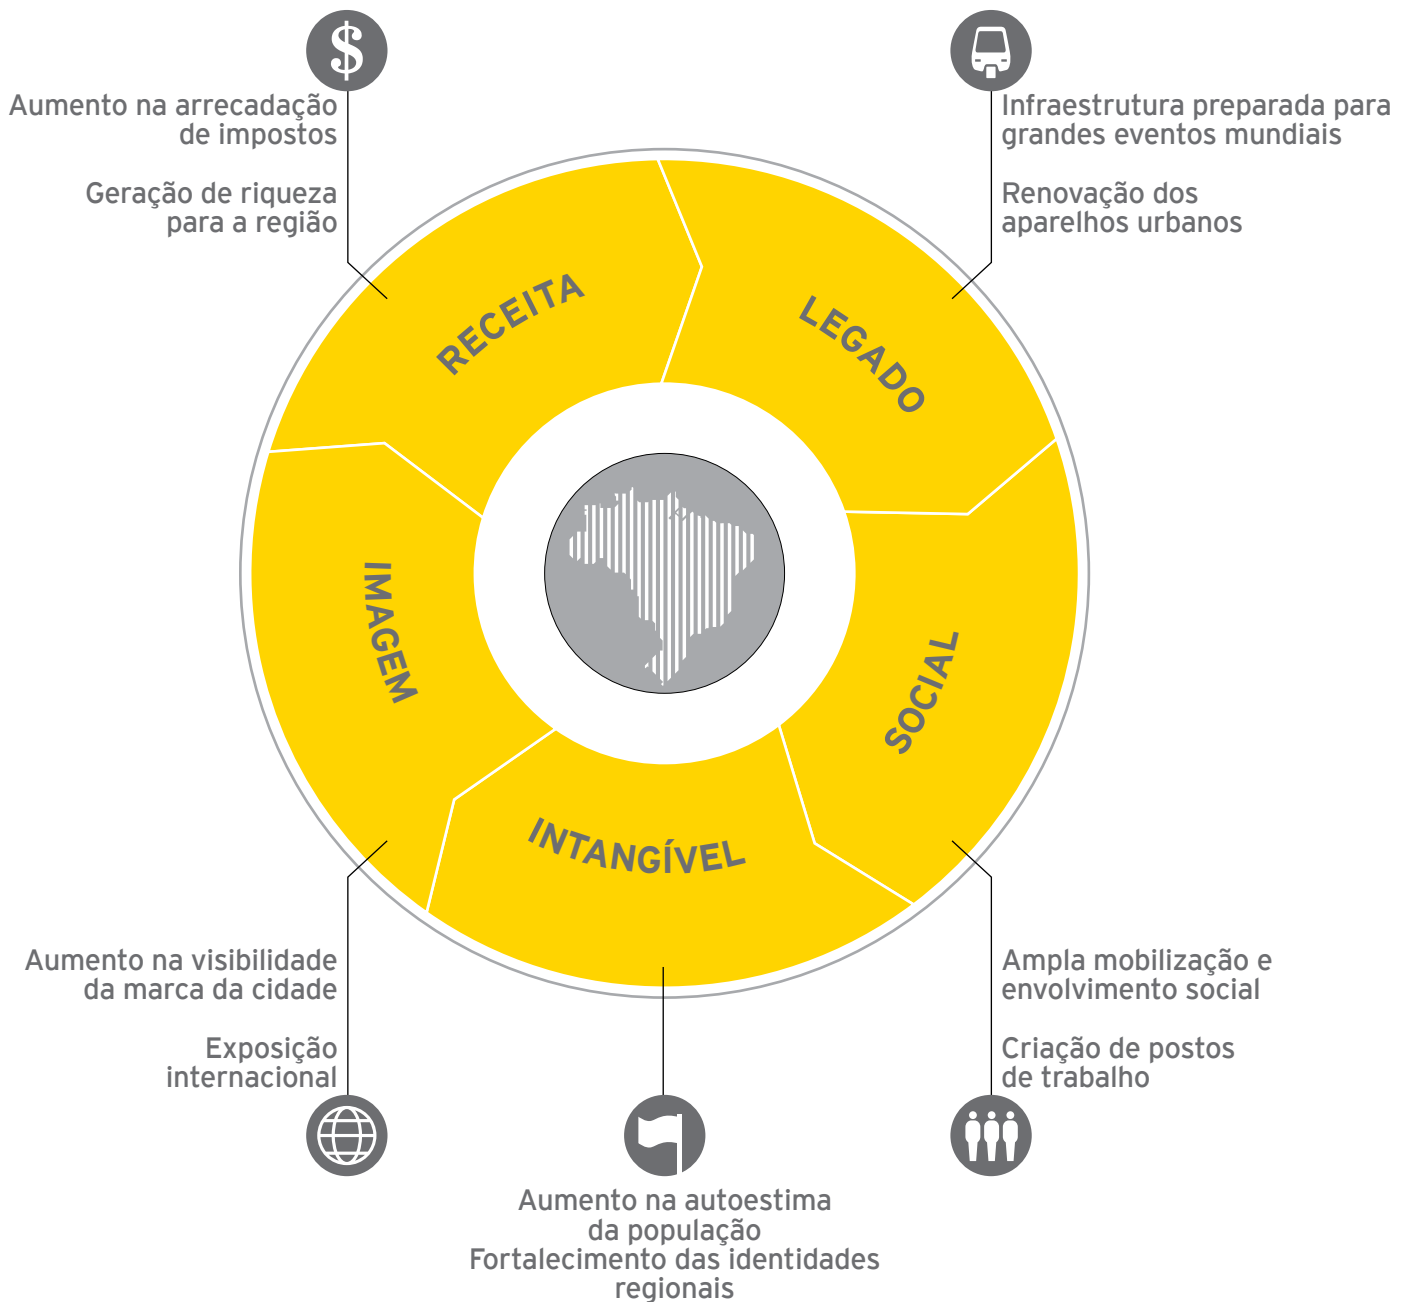 $
Aumento na arrecadação
de impostos
Geração de riqueza
para a região
Infraestrutura preparada para
grandes eventos mundiais
Renovação dos
aparelhos urbanos
RECEITA
LEGADO
IMAGEM
SOCIAL
INTANGÍVEL
Aumento na visibilidade
da marca da cidade
Exposição
internacional
Ampla mobilização e
envolvimento social
Criação de postos
de trabalho
Aumento na autoestima
da população
Fortalecimento das identidades
regionais